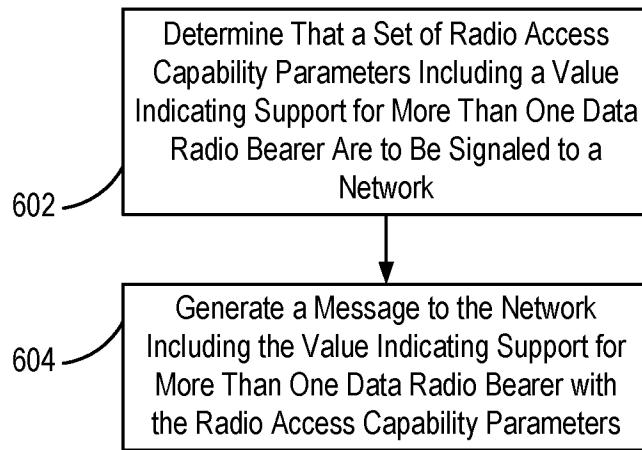 Determine That a Set of Radio Access
Capability Parameters Including a Value
Indicating Support for More Than One Data
Radio Bearer Are to Be Signaled to a
Network
602
Generate a Message to the Network
Including the Value Indicating Support for
More Than One Data Radio Bearer with
the Radio Access Capability Parameters
604